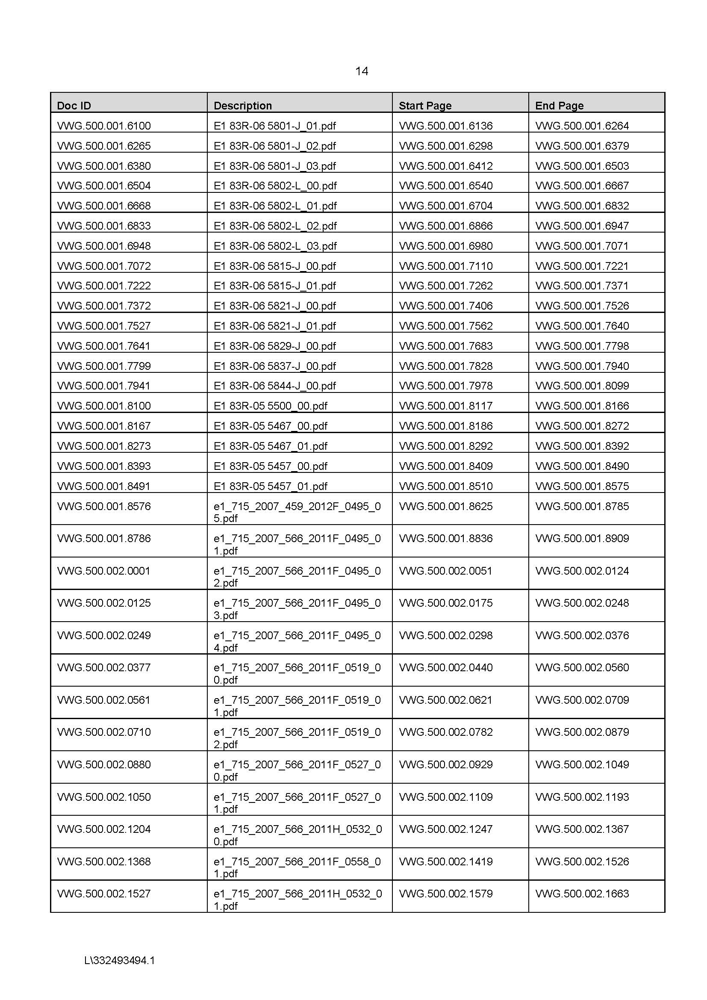 14
Doc ID Description Start Page End Page
VWG.500.001.6100 E1 83R-06 5801-J_01.pdf VWG.500.001.6136 VWG.500.001.6264
VWG.500.001.6265 E1 83R-06 5801-J_02.pdf VWG.500.001.6298 VWG.500.001.6379
VWG.500.001.6380 E1 83R-06 5801-J_03.pdf VWG.500.001.6412 VWG.500.001.6503
VWG.500.001.6504 E1 83R-06 5802-L_00.pdf VWG.500.001.6540 VWG.500.001.6667
VWG.500.001.6668 E1 83R-06 5802-L_01.pdf VWG.500.001.6704 VWG.500.001.6832
VWG.500.001.6833 E1 83R-06 5802-L_02.pdf VWG.500.001.6866 VWG.500.001.6947
VWG.500.001.6948 E1 83R-06 5802-L_03.pdf VWG.500.001.6980 VWG.500.001.7071
VWG.500.001.7072 E1 83R-06 5815-J_00.pdf VWG.500.001.7110 VWG.500.001.7221
VWG.500.001.7222 E1 83R-06 5815-J_01.pdf VWG.500.001.7262 VWG.500.001.7371
VWG.500.001.7372 E1 83R-06 5821-J_00.pdf VWG.500.001.7406 VWG.500.001.7526
VWG.500.001.7527 E1 83R-06 5821-J_01.pdf VWG.500.001.7562 VWG.500.001.7640
VWG.500.001.7641 E1 83R-06 5829-J_00.pdf VWG.500.001.7683 VWG.500.001.7798
VWG.500.001.7799 E1 83R-06 5837-J_00.pdf VWG.500.001.7828 VWG.500.001.7940
VWG.500.001.7941 E1 83R-06 5844-J_00.pdf VWG.500.001.7978 VWG.500.001.8099
VWG.500.001.8100 E1 83R-05 5500_00.pdf VWG.500.001.8117 VWG.500.001.8166
VWG.500.001.8167 E1 83R-05 5467_00.pdf VWG.500.001.8186 VWG.500.001.8272
VWG.500.001.8273 E1 83R-05 5467_01.pdf VWG.500.001.8292 VWG.500.001.8392
VWG.500.001.8393 E1 83R-05 5457_00.pdf VWG.500.001.8409 VWG.500.001.8490
VWG.500.001.8491 E1 83R-05 5457_01.pdf VWG.500.001.8510 VWG.500.001.8575
VWG.500.001.8576 e1_715_2007_459_2012F_0495_0 VWG.500.001.8625 VWG.500.001.8785
5.pdf
VWG.500.001.8786 e1_715_2007_566_2011F_0495_0 VWG.500.001.8836 VWG.500.001.8909
1.pdf
VWG.500.002.0001 e1_715_2007_566_2011F_0495_0 VWG.500.002.0051 VWG.500.002.0124
2.pdf
VWG.500.002.0125 e1_715_2007_566_2011F_0495_0 VWG.500.002.0175 VWG.500.002.0248
3.pdf
VWG.500.002.0249 e1_715_2007_566_2011F_0495_0 VWG.500.002.0298 VWG.500.002.0376
4.pdf
VWG.500.002.0377 e1_715_2007_566_2011F_0519_0 VWG.500.002.0440 VWG.500.002.0560
0.pdf
VWG.500.002.0561 e1_715_2007_566_2011F_0519_0 VWG.500.002.0621 VWG.500.002.0709
1.pdf
VWG.500.002.0710 e1_715_2007_566_2011F_0519_0 VWG.500.002.0782 VWG.500.002.0879
2.pdf
VWG.500.002.0880 e1_715_2007_566_2011F_0527_0 VWG.500.002.0929 VWG.500.002.1049
0.pdf
VWG.500.002.1050 e1_715_2007_566_2011F_0527_0 VWG.500.002.1109 VWG.500.002.1193
1.pdf
VWG.500.002.1204 e1_715_2007_566_2011H_0532_0 VWG.500.002.1247 VWG.500.002.1367
0.pdf
VWG.500.002.1368 e1_715_2007_566_2011F_0558_0 VWG.500.002.1419 VWG.500.002.1526
1.pdf
VWG.500.002.1527 e1_715_2007_566_2011H_0532_0 VWG.500.002.1579 VWG.500.002.1663
1.pdf
L\332493494.1